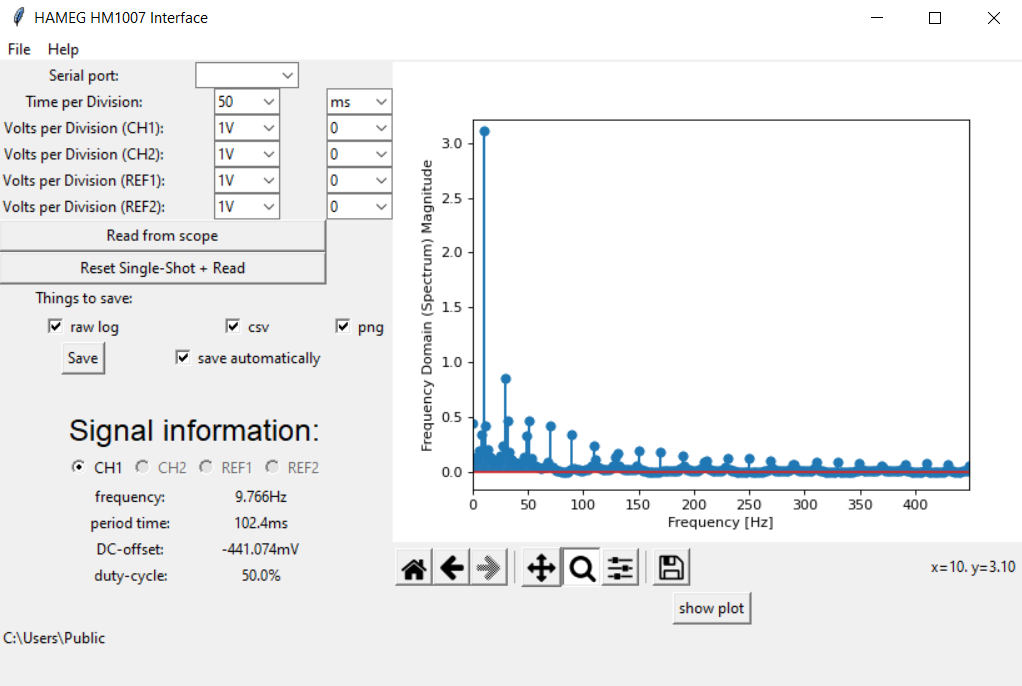 HAMEG HM1007 Interface
File Help
Serial port:
Time per Division: 50 ms
Volts per Division (CH1): 1V 0
Volts per Division (CH2): 1V 0
Volts per Division (REF1): 1V 0
Volts per Division (REF2): 1V 0
Read from scope
Reset Single-Shot + Read
Things to save:
raw log csv png
Save save automatically
Signal information:
CH1 CH2 REF1 REF2
frequency: 9.766Hz
period time: 102.4ms
DC-offset: -441.074mV
duty-cycle: 50.0%
C:\Users\Public
Frequency Domain (Spectrum) Magnitude
3.0
2.5
2.0
1.5
1.0
0.5
0.0
0 50 100 150 200 250 300 350 400
Frequency [Hz]
x=10. y=3.10
show plot